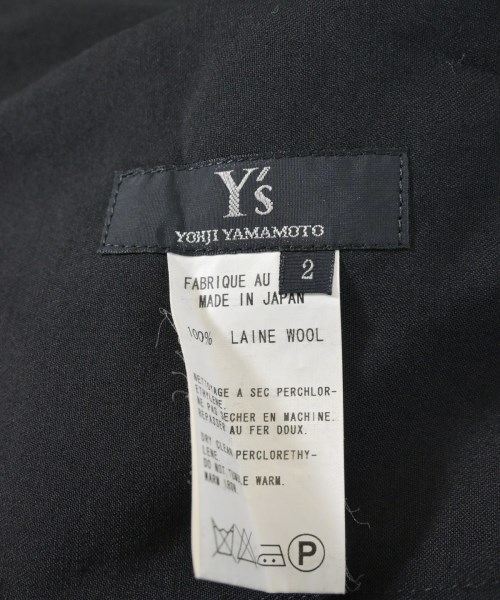 Y's
YOHJI YAMAMOTO
2
FABRIQUE AU
MADE IN JAPAN
100% LAINE WOOL
NETTOYAGE A SEC PERCHLOR-
ETHYLENE.
NE PAS SECHER EN MACHINE.
REPASSER AU FER DOUX.
DRY CLEAN
PERCLORETHY-
LENE.
DO NOT TUMBLE WARM.
WARM IRON.
P